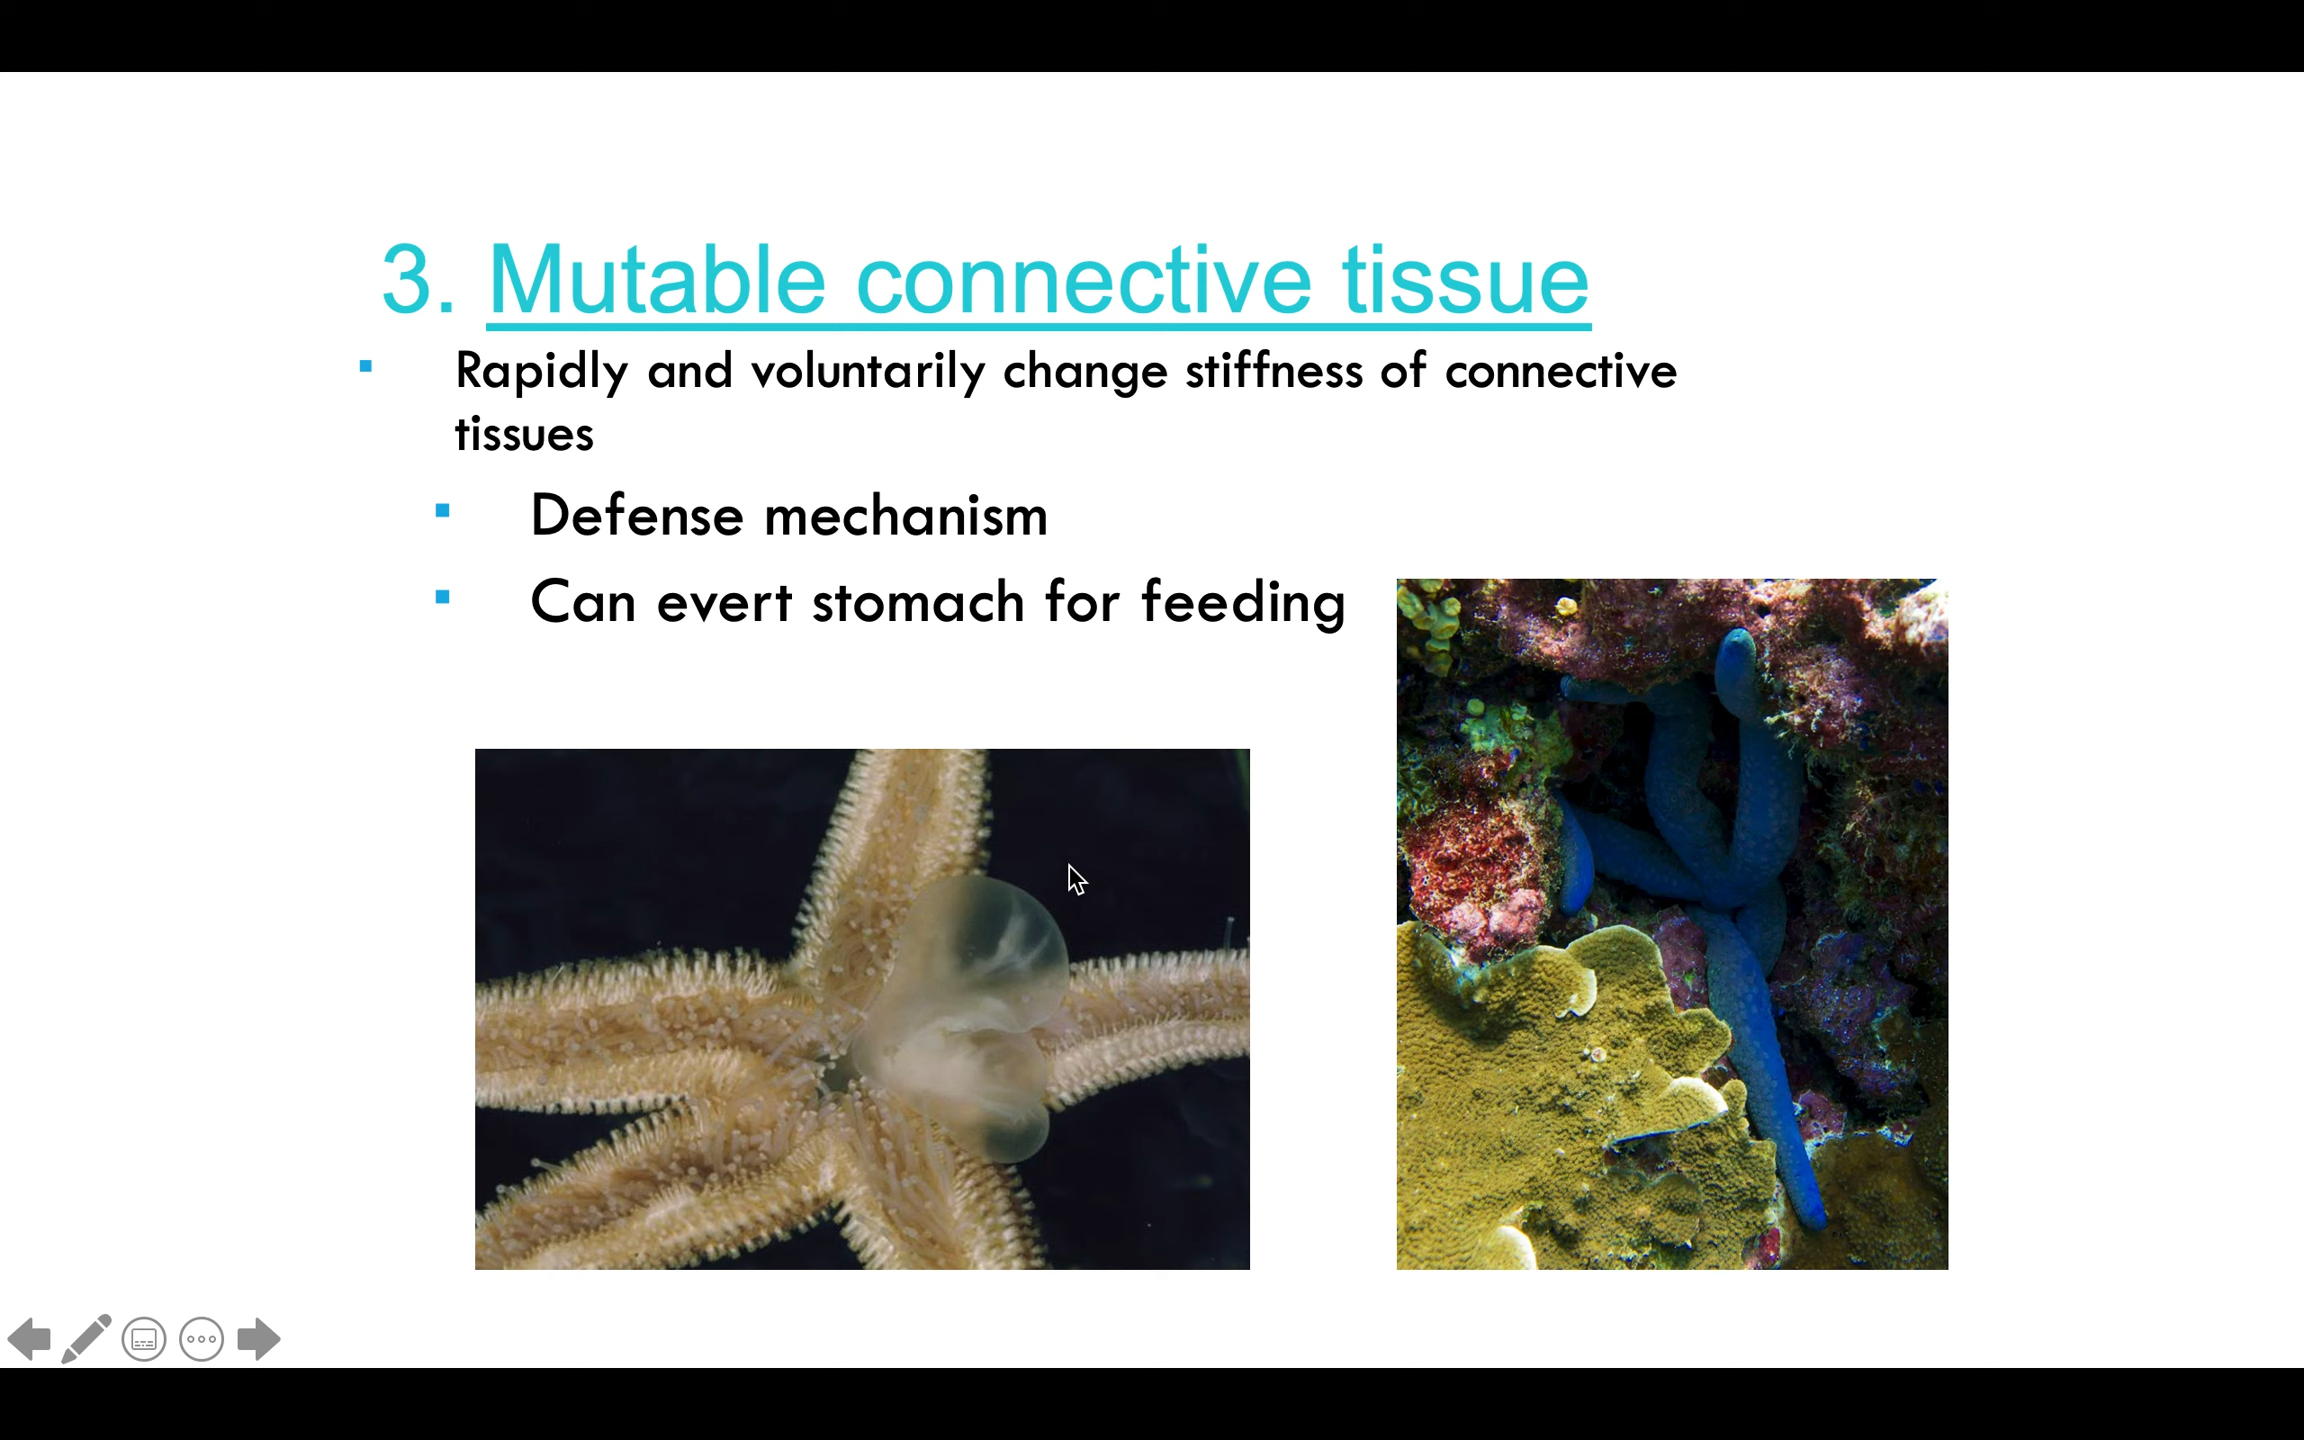 3. Mutable connective tissue
Rapidly and voluntarily change stiffness of connective
tissues
Defense mechanism
Can evert stomach for feeding